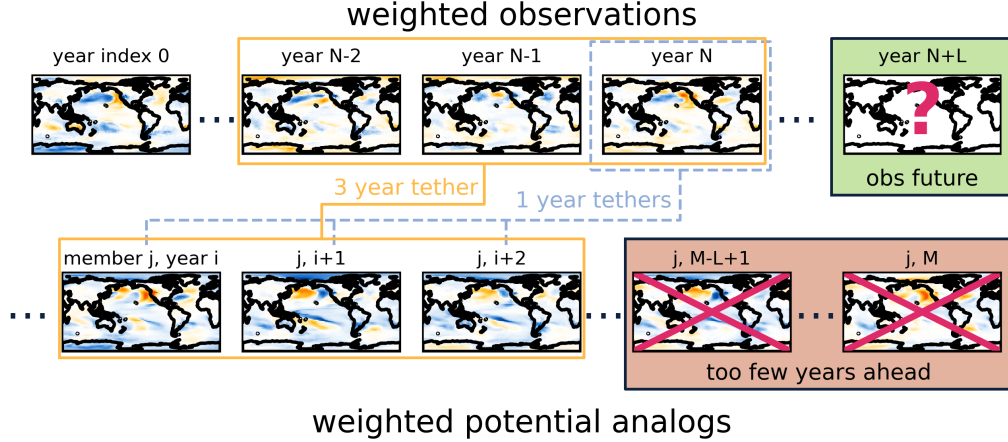 weighted observations
year index 0
year N-2
year N-1
year N
year N+L
...
...
?
obs future
3 year tether
1 year tethers
member j, year i
j, i+1
j, i+2
j, M-L+1
j, M
...
...
...
too few years ahead
weighted potential analogs